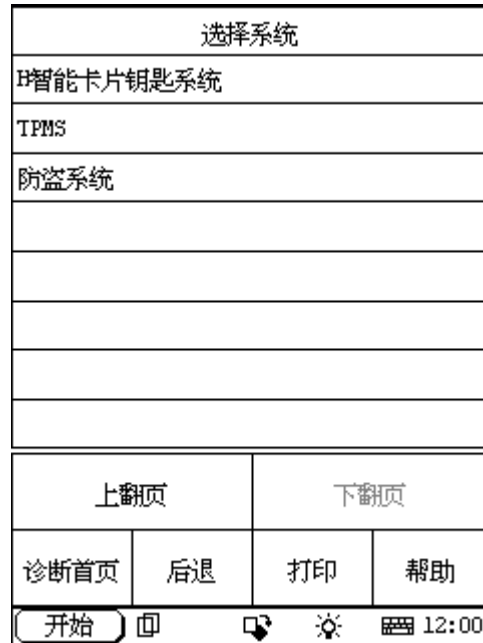 选择系统
H智能卡片钥匙系统
TPMS
防盗系统
上翻页 下翻页
诊断首页 后退 打印 帮助
开始 12:00